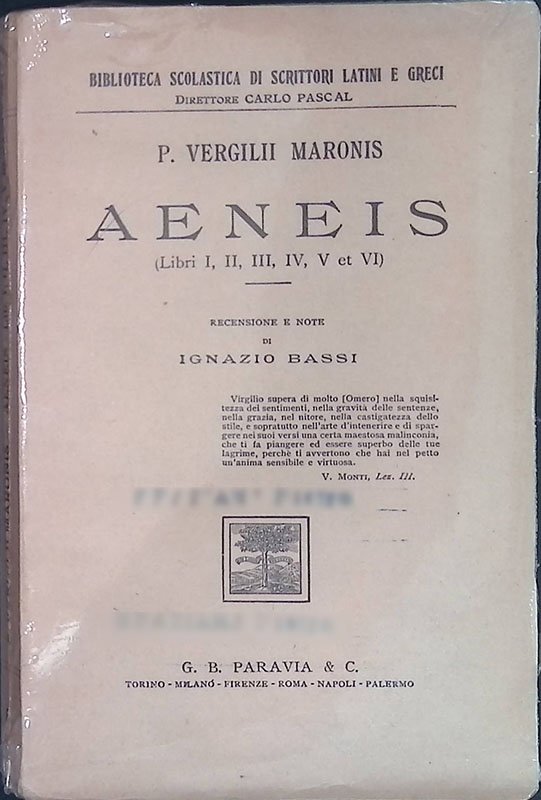 BIBLIOTECA SCOLASTICA DI SCRITTORI LATINI E GRECI
DIRETTORE CARLO PASCAL
P. VERGILII MARONIS
AENEIS
(Libri I, II, III, IV, V et VI)
RECENSIONE E NOTE
DI
IGNAZIO BASSI
Virgilio supera di molto [Omero] nella squisi-
tezza dei sentimenti, nella gravità delle sentenze,
nella grazia, nel nitore, nella castigatezza dello
stile, e sopratutto nell'arte d'intenerire e di spar-
gere nei suoi versi una certa maestosa malinconia,
che ti fa piangere ed essere superbo delle tue
lagrime, perchè ti avvertono che hai nel petto
un'anima sensibile e virtuosa.
V. MONTI, Lez. III.
G. B. PARAVIA & C.
TORINO - MILANO - FIRENZE - ROMA - NAPOLI - PALERMO